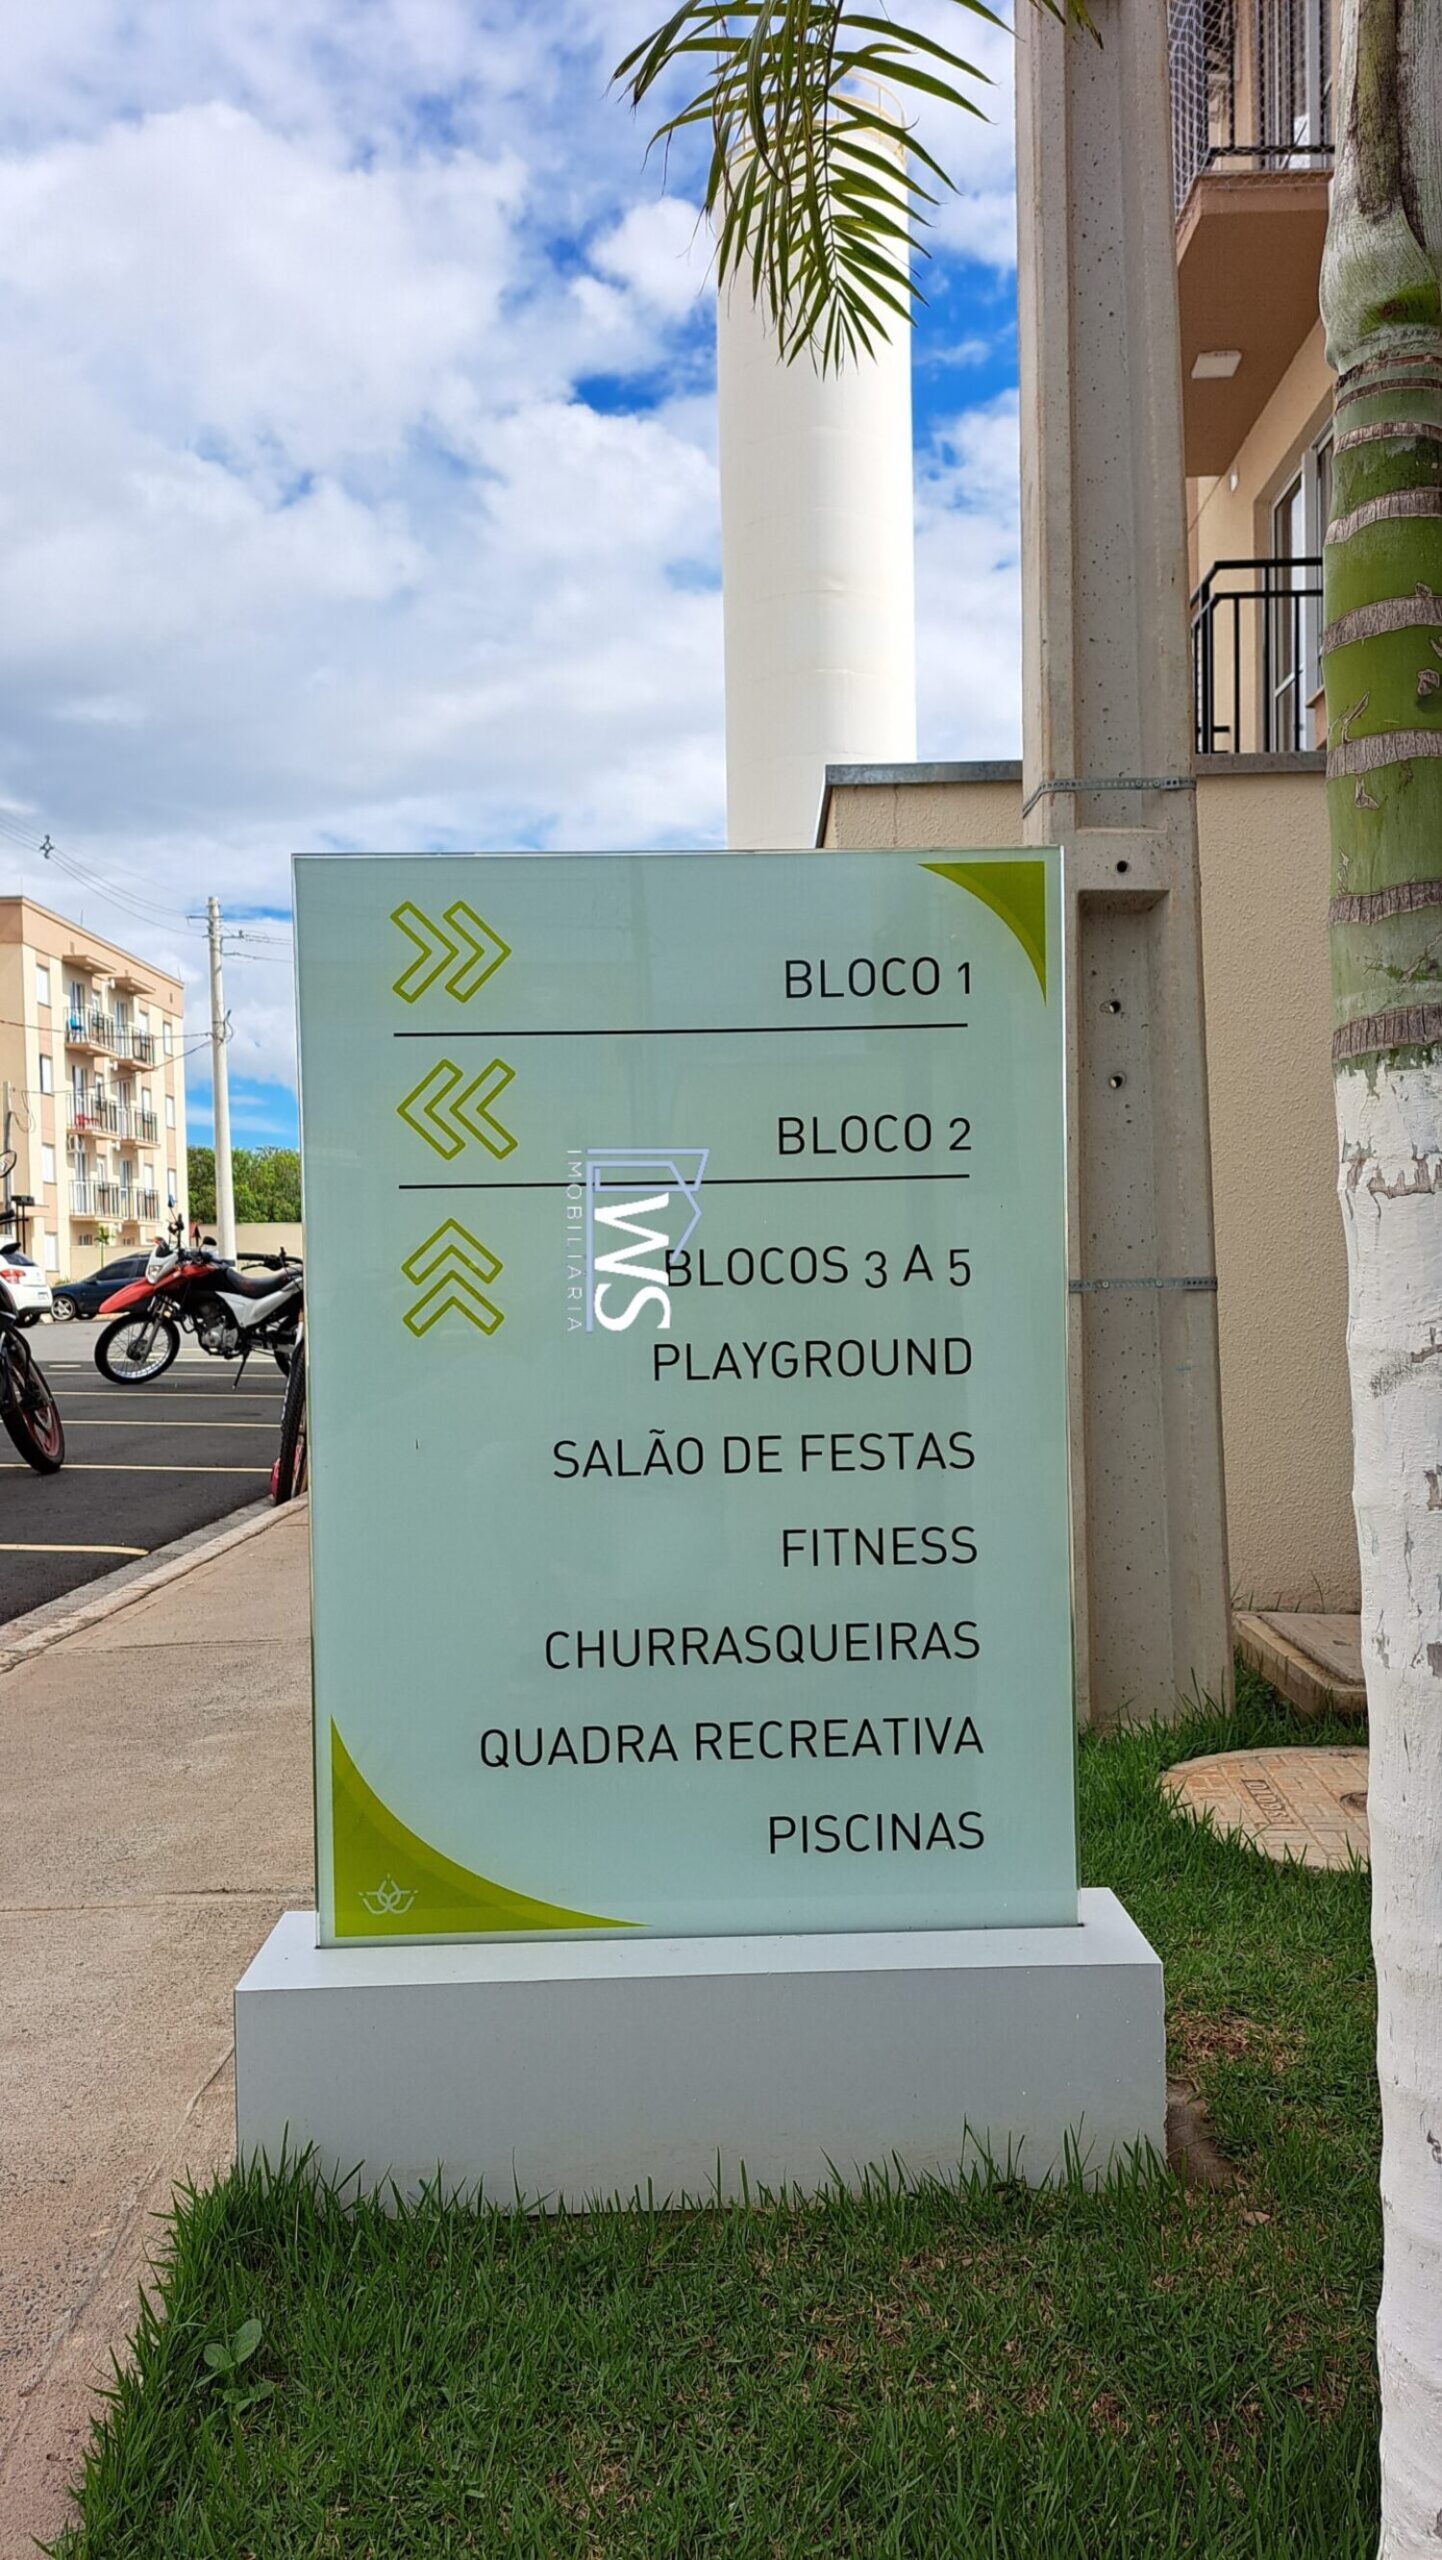 BLOCO 1
BLOCO 2
BLOCOS 3 A 5
PLAYGROUND
SALÃO DE FESTAS
FITNESS
CHURRASQUEIRAS
QUADRA RECREATIVA
PISCINAS
WS
IMOBILIÁRIA